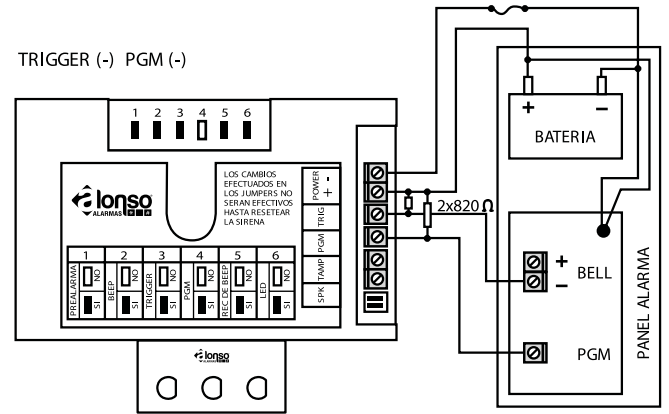 TRIGGER (-) PGM (-)
1 2 3 4 5 6
alonso
ALARMAS
LOS CAMBIOS
EFECTUADOS EN
LOS JUMPERS NO
SERAN EFECTIVOS
HASTA RESETEAR
LA SIRENA
POWER
- +
TRIG
PGM
TAMP
SPK
1 2 3 4 5 6
PREALARMA NO SI
BEEP NO SI
TRIGGER NO SI
PGM NO SI
REC DE BEEP NO SI
LED NO SI
alonso
2x820 Ω
+ −
BATERIA
+
−
BELL
PGM
PANEL ALARMA